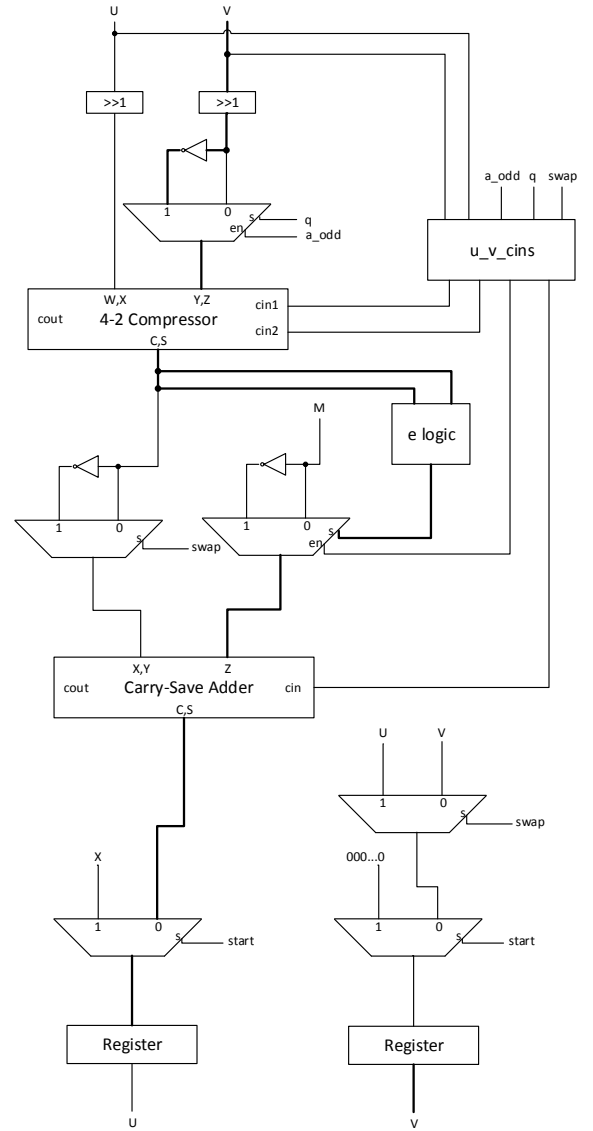 U V
>>1 >>1
a_odd q swap
1 0 s q
en a_odd
u_v_cins
W,X Y,Z cin1
cout 4-2 Compressor
cin2
C,S
M
e logic
1 0 s swap
1 0 s
en
X,Y Z
cout Carry-Save Adder cin
C,S
U V
1 0 s swap
X 000...0
1 0 s start
1 0 s start
Register Register
U V